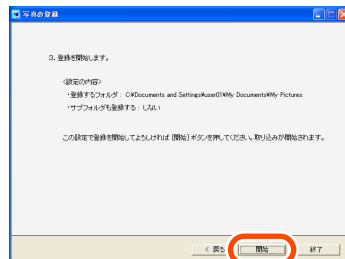 写真の登録
3. 登録を開始します。
<設定の内容>
・登録するフォルダ : C:¥Documents and Settings¥user01¥My Documents¥My Pictures
・サブフォルダも登録する : しない
この設定で登録を開始してよろしければ [開始] ボタンを押してください。取り込みが開始されます。
< 戻る 開始 終了